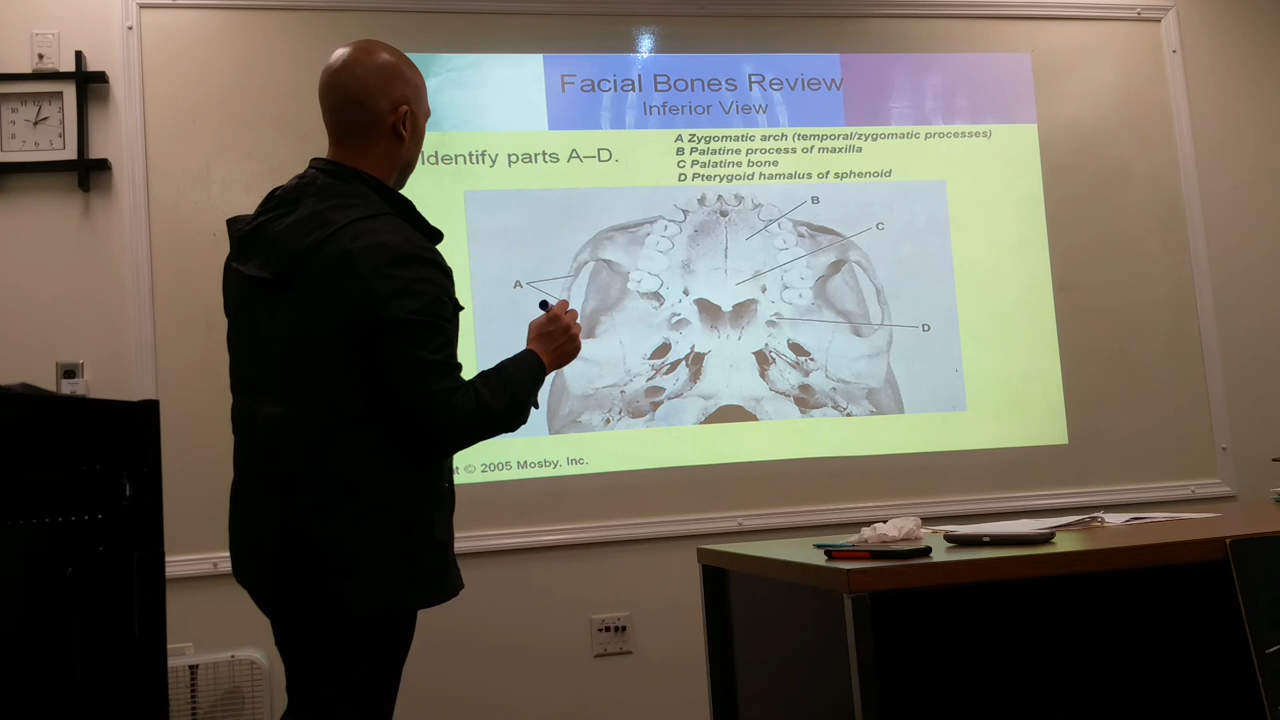 Facial Bones Review
Inferior View
Identify parts A–D.
A Zygomatic arch (temporal/zygomatic processes)
B Palatine process of maxilla
C Palatine bone
D Pterygoid hamalus of sphenoid
B
C
A
D
© 2005 Mosby, Inc.